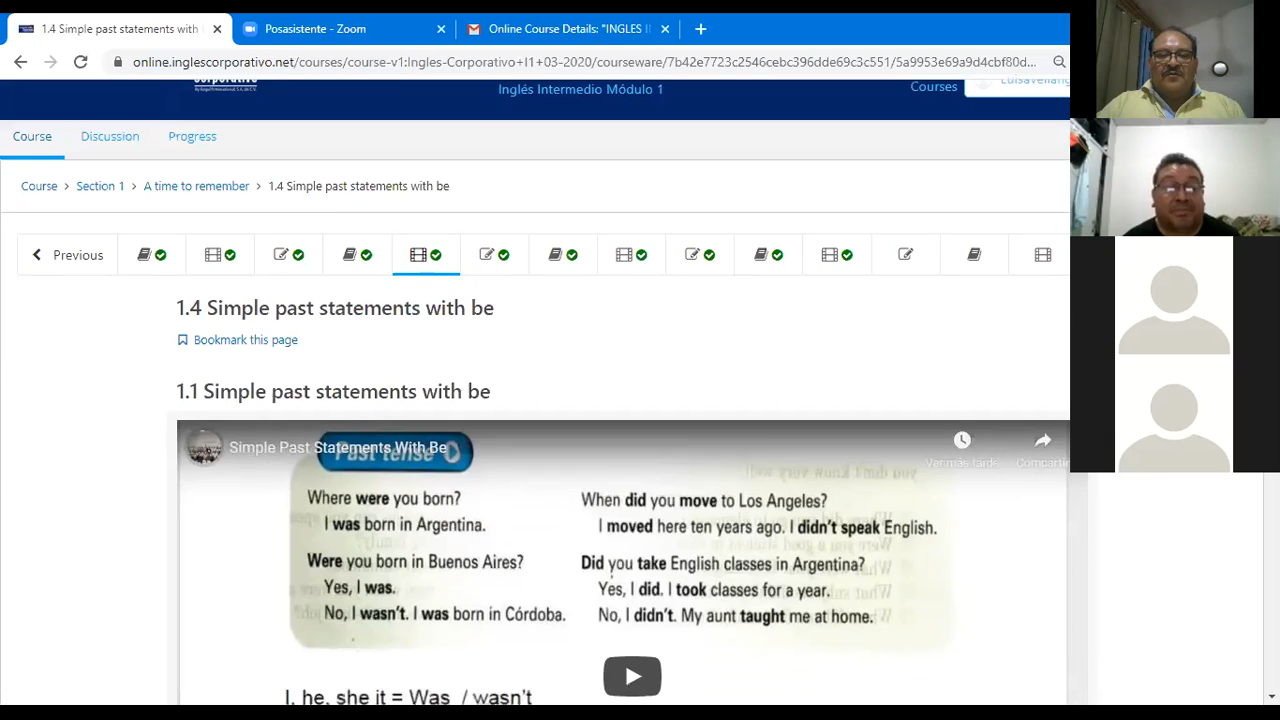 1.4 Simple past statements with
Posasistente - Zoom
Online Course Details: "INGLES I
online.inglescorporativo.net/courses/course-v1:Ingles-Corporativo+I1+03-2020/courseware/7b42e7723c2546cebc396dde69c3c551/5a9953e69a9d4cbf80d...
Inglés Intermedio Módulo 1
Courses
Course
Discussion
Progress
Course > Section 1 > A time to remember > 1.4 Simple past statements with be
Previous
1.4 Simple past statements with be
Bookmark this page
1.1 Simple past statements with be
Simple Past Statements With Be
Past tense
Ver más tarde
Compartir
Where were you born?
I was born in Argentina.
Were you born in Buenos Aires?
Yes, I was.
No, I wasn't. I was born in Córdoba.
When did you move to Los Angeles?
I moved here ten years ago. I didn't speak English.
Did you take English classes in Argentina?
Yes, I did. I took classes for a year.
No, I didn't. My aunt taught me at home.
I, he, she it = Was / wasn't